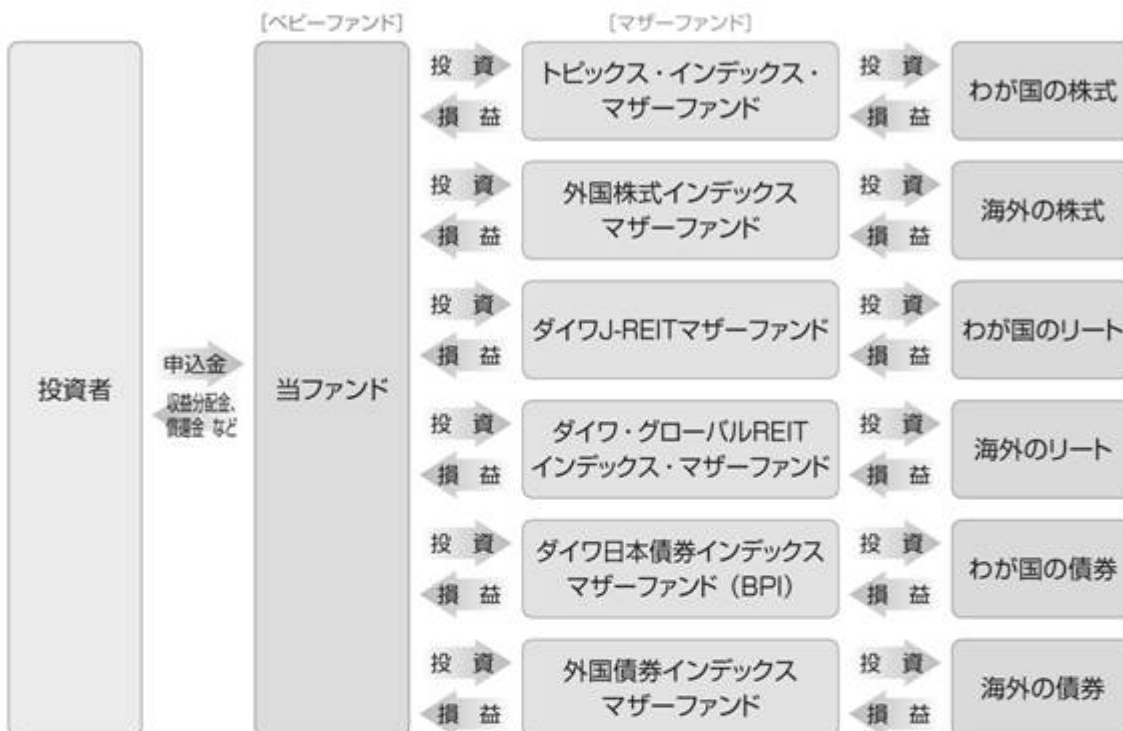 [ベビーファンド]
[マザーファンド]
投資者
申込金
収益分配金、
償還金 など
当ファンド
投 資
損 益
トピックス・インデックス・
マザーファンド
投 資
損 益
わが国の株式
投 資
損 益
外国株式インデックス
マザーファンド
投 資
損 益
海外の株式
投 資
損 益
ダイワJ-REITマザーファンド
投 資
損 益
わが国のリート
投 資
損 益
ダイワ・グローバルREIT
インデックス・マザーファンド
投 資
損 益
海外のリート
投 資
損 益
ダイワ日本債券インデックス
マザーファンド（BPI）
投 資
損 益
わが国の債券
投 資
損 益
外国債券インデックス
マザーファンド
投 資
損 益
海外の債券